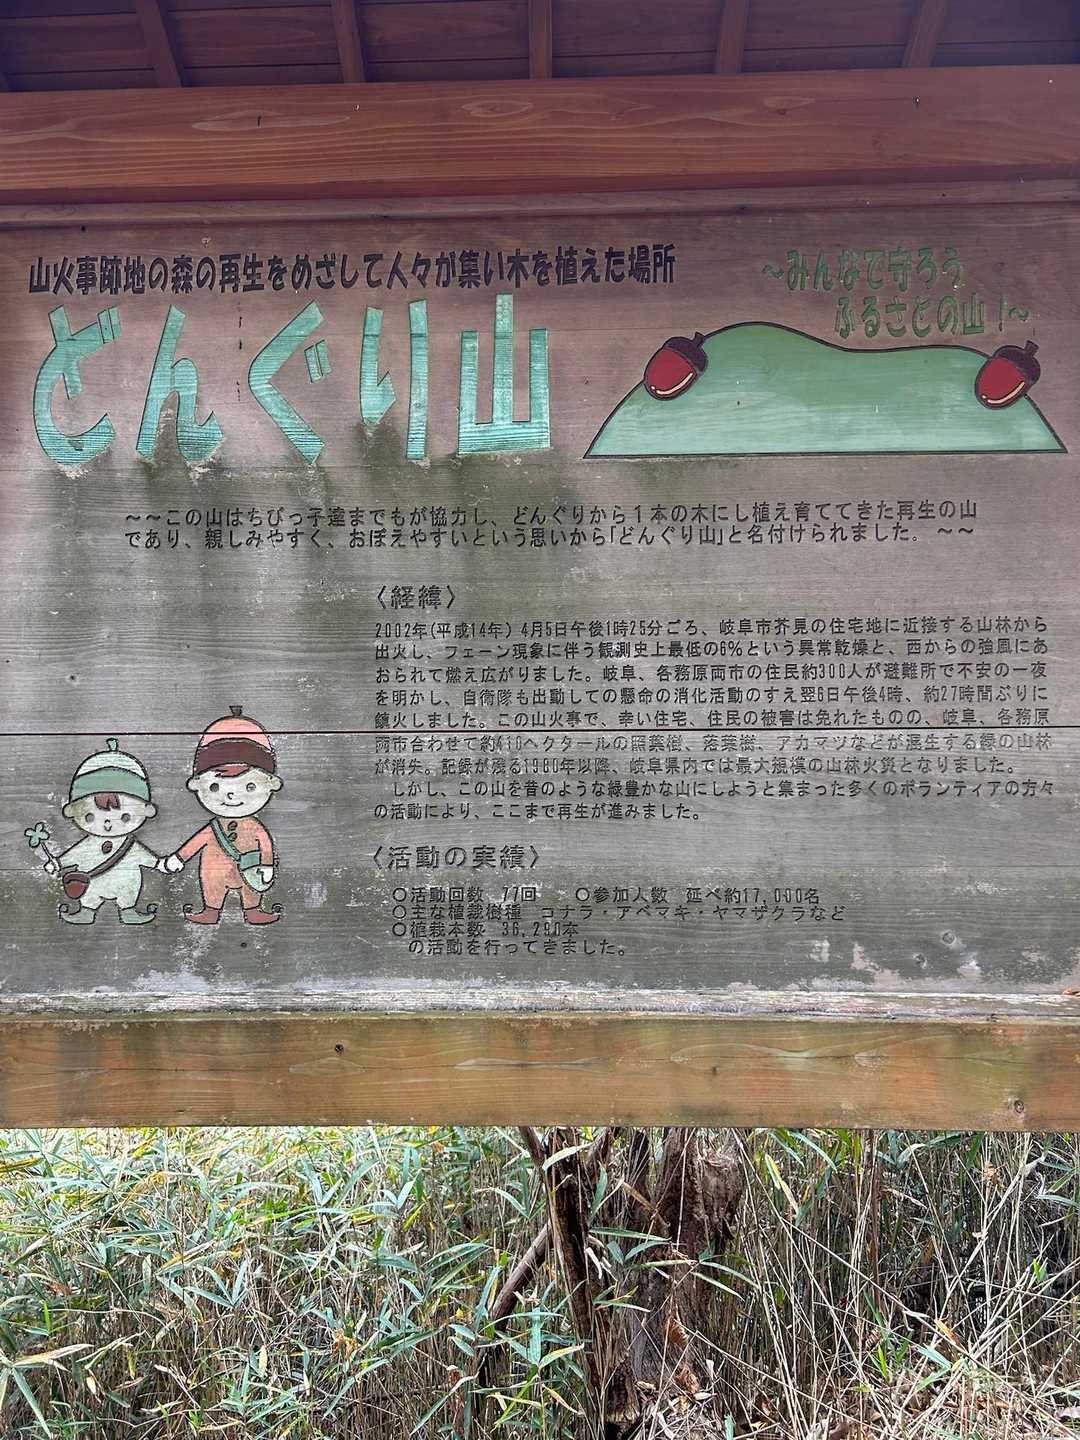 山火事跡地の森の再生をめざして人々が集い木を植えた場所
どんぐり山
～みんなで守ろう
ふるさとの山！～
～～この山はちびっ子達までもが協力し、どんぐりから１本の木にし植え育ててきた再生の山
であり、親しみやすく、おぼえやすいという思いから「どんぐり山」と名付けられました。～～
〈経緯〉
2002年(平成14年) 4月5日午後1時25分ごろ、岐阜市芥見の住宅地に近接する山林から
出火し、フェーン現象に伴う観測史上最低の6%という異常乾燥と、西からの強風にあ
おられて燃え広がりました。岐阜、各務原両市の住民約300人が避難所で不安の一夜
を明かし、自衛隊も出動しての懸命の消化活動のすえ翌6日午後4時、約27時間ぶりに
鎮火しました。この山火事で、幸い住宅、住民の被害は免れたものの、岐阜、各務原
両市合わせて約410ヘクタールの照葉樹、落葉樹、アカマツなどが混生する緑の山林
が消失。記録が残る1980年以降、岐阜県内では最大規模の山林火災となりました。
しかし、この山を昔のような緑豊かな山にしようと集まった多くのボランティアの方々
の活動により、ここまで再生が進みました。
〈活動の実績〉
○活動回数 77回 ○参加人数 延べ約17,000名
○主な植栽樹種 コナラ・アベマキ・ヤマザクラなど
○植栽本数 36,290本
の活動を行ってきました。